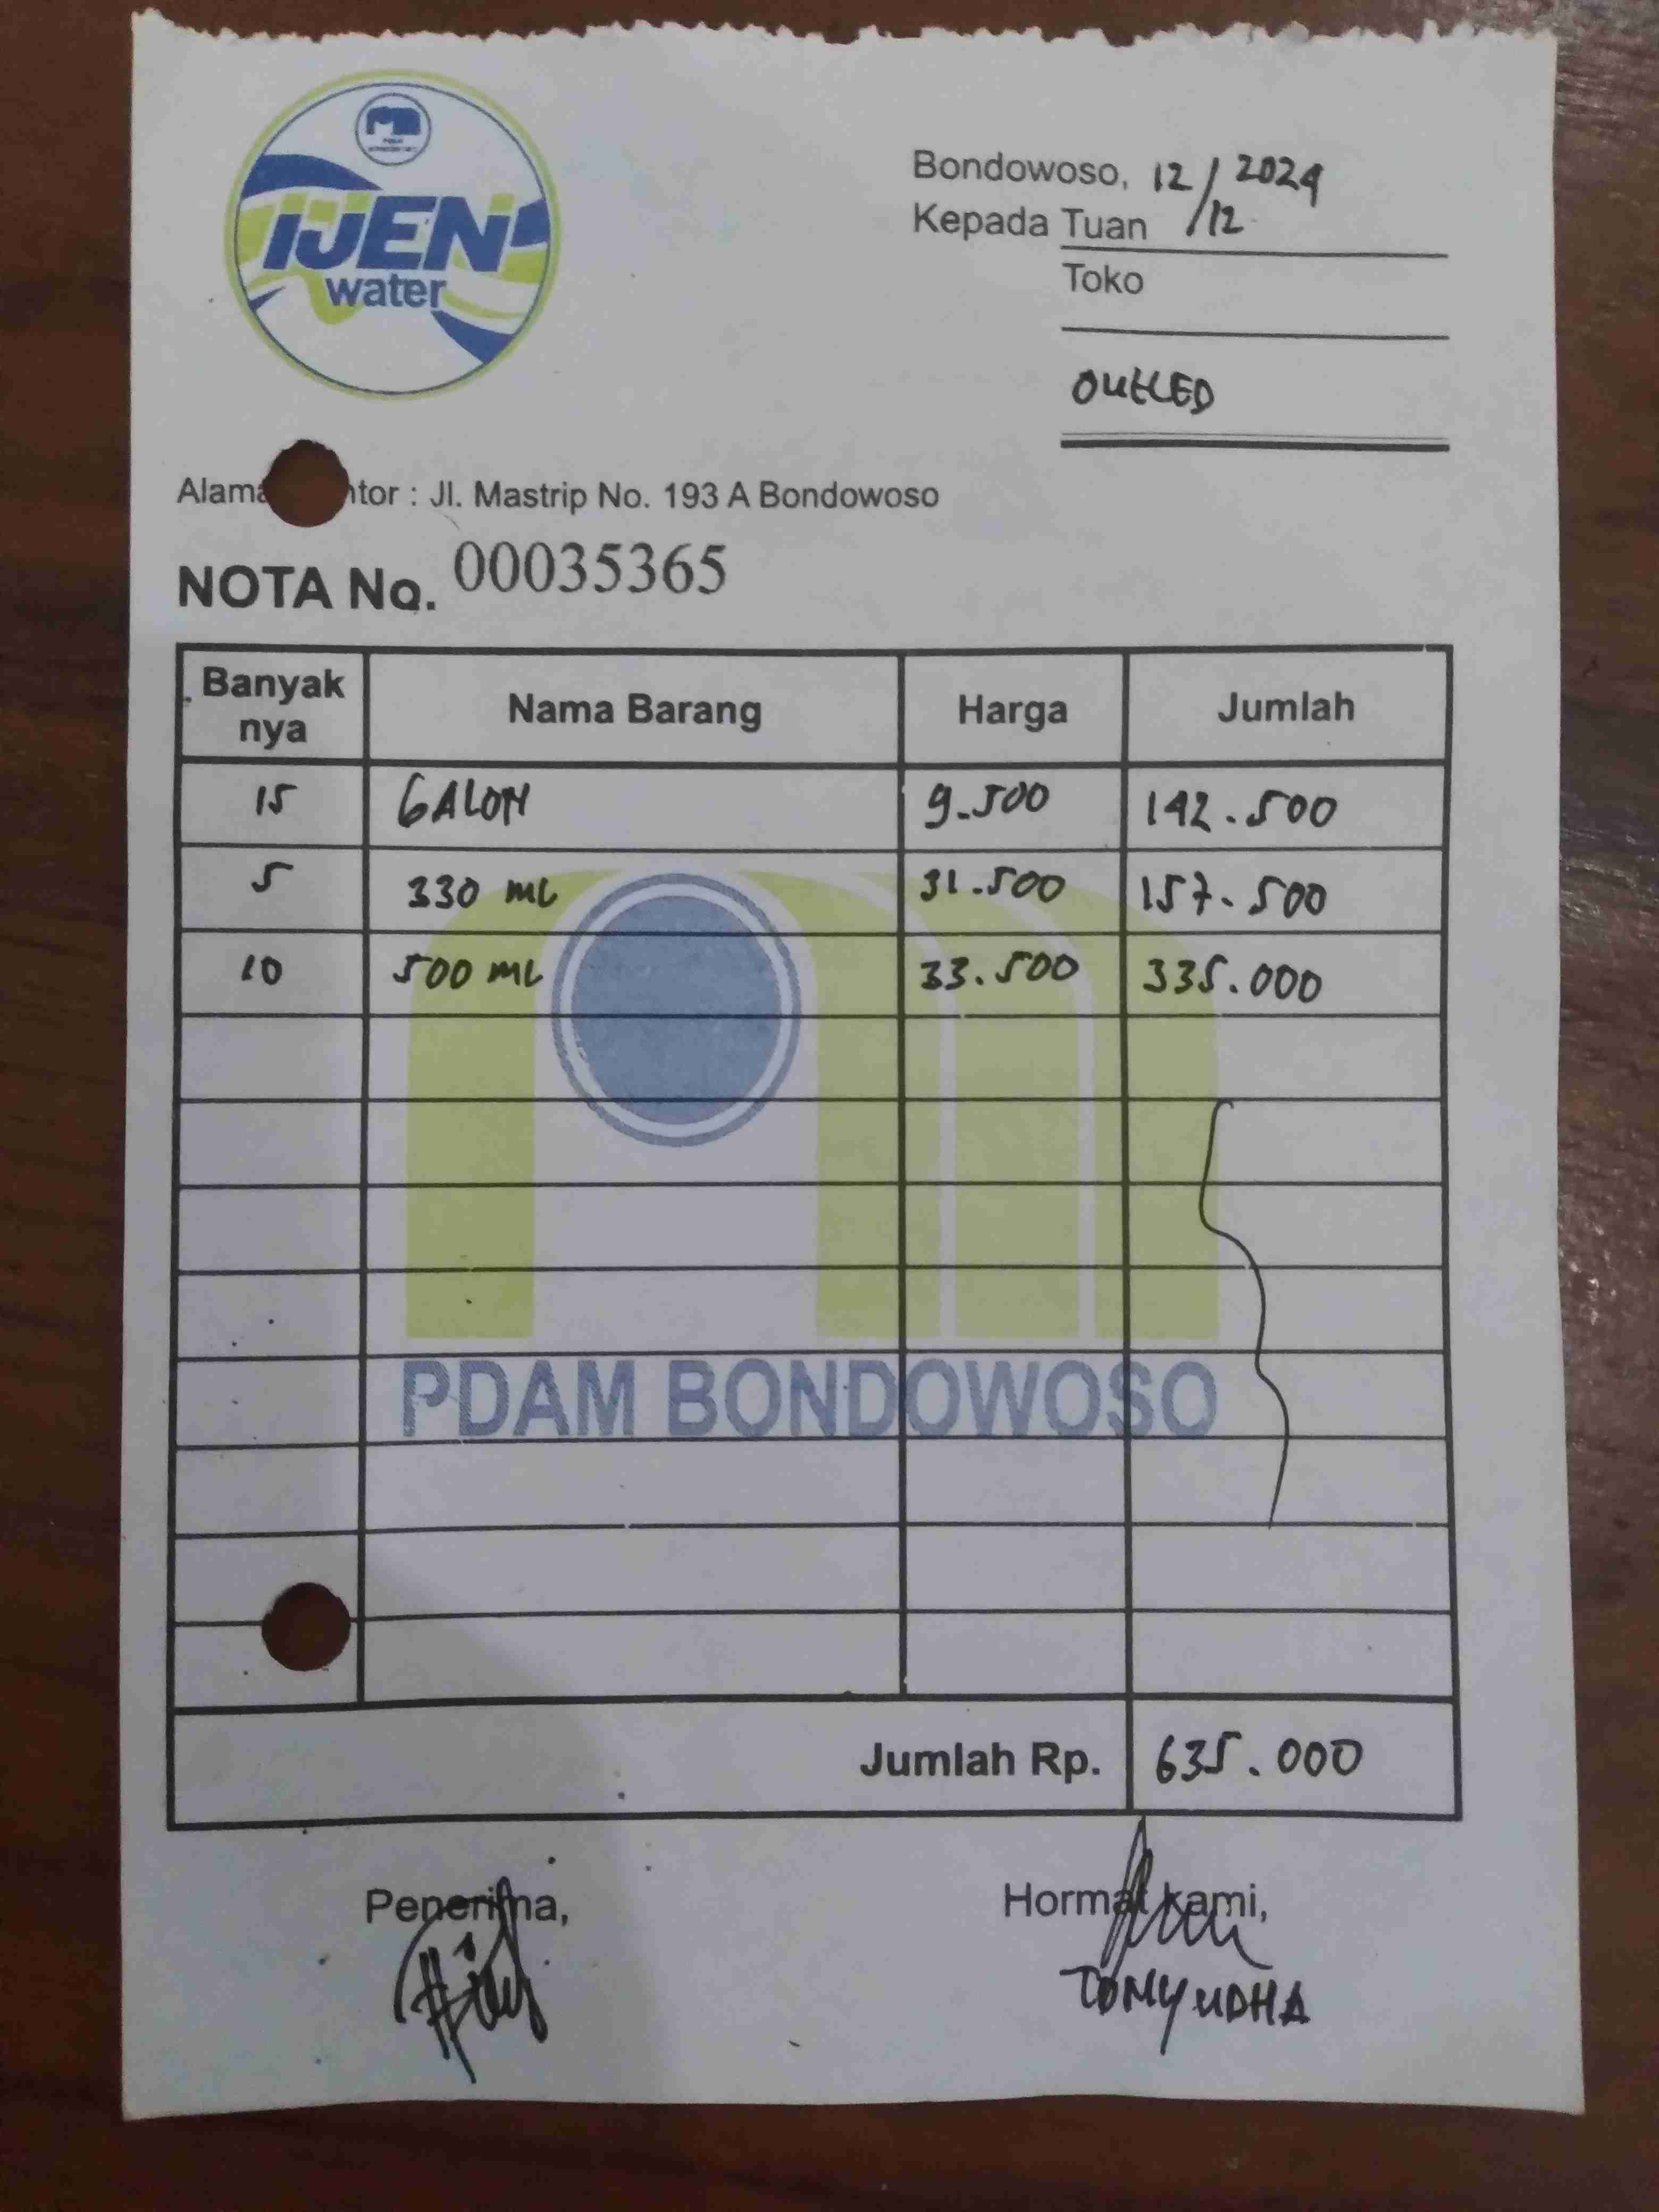 IJEN
water
Bondowoso, 12/12 2024
Kepada Tuan
Toko
OUtLED
Alama ntor : Jl. Mastrip No. 193 A Bondowoso
NOTA No. 00035365
Banyak nya Nama Barang Harga Jumlah
15 GALON 9.500 142.500
5 330 ML 31.500 157.500
10 500 ML 33.500 335.000
PDAM BONDOWOSO
Jumlah Rp. 635.000
Penerima, Hormat kami,
TOMY UDHA